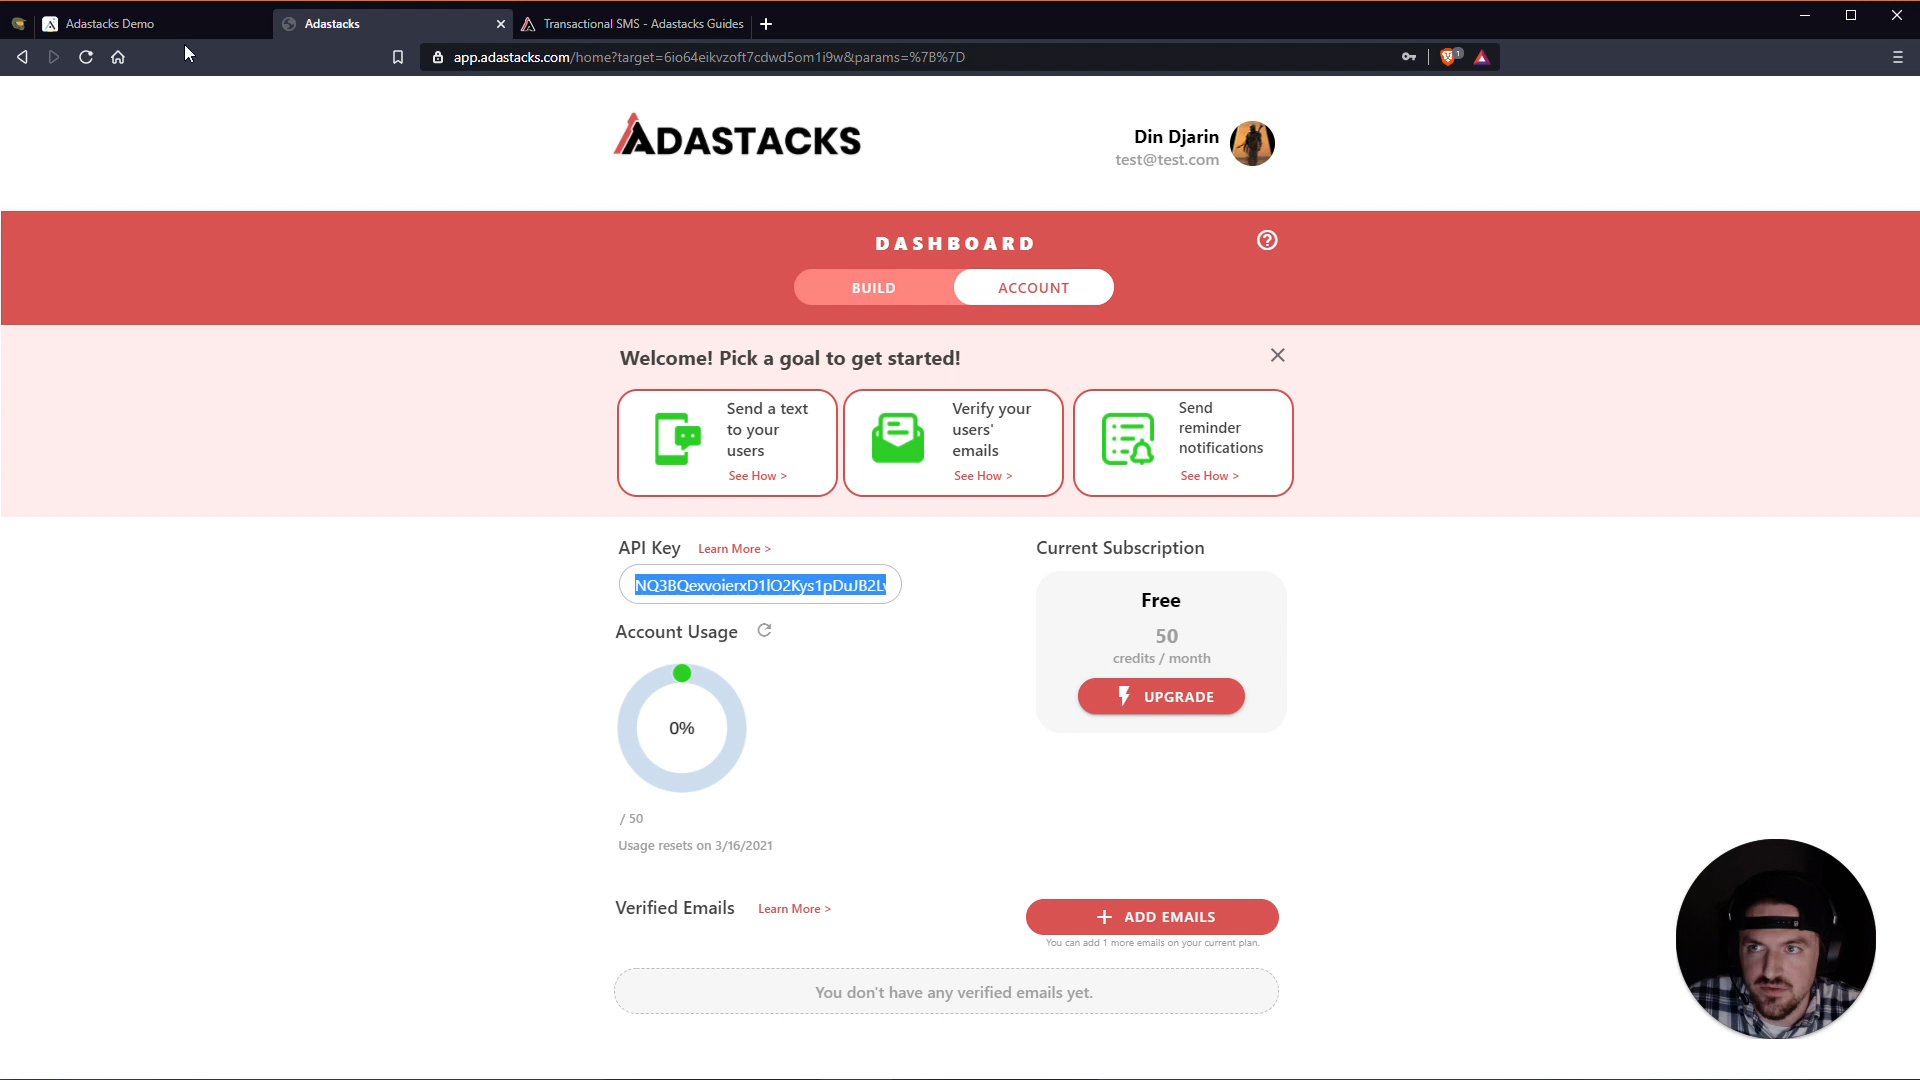 Adastacks Demo
Adastacks
Transactional SMS - Adastacks Guides
app.adastacks.com/home?target=6io64eikvzoft7cdwd5om1i9w&params=%7B%7D
1
ADASTACKS
Din Djarin
test@test.com
DASHBOARD
BUILD
ACCOUNT
Welcome! Pick a goal to get started!
Send a text
to your
users
See How >
Verify your
users'
emails
See How >
Send
reminder
notifications
See How >
API Key Learn More >
Current Subscription
Free
50
credits / month
UPGRADE
Account Usage
0%
/ 50
Usage resets on 3/16/2021
Verified Emails Learn More >
ADD EMAILS
You can add 1 more emails on your current plan.
You don't have any verified emails yet.